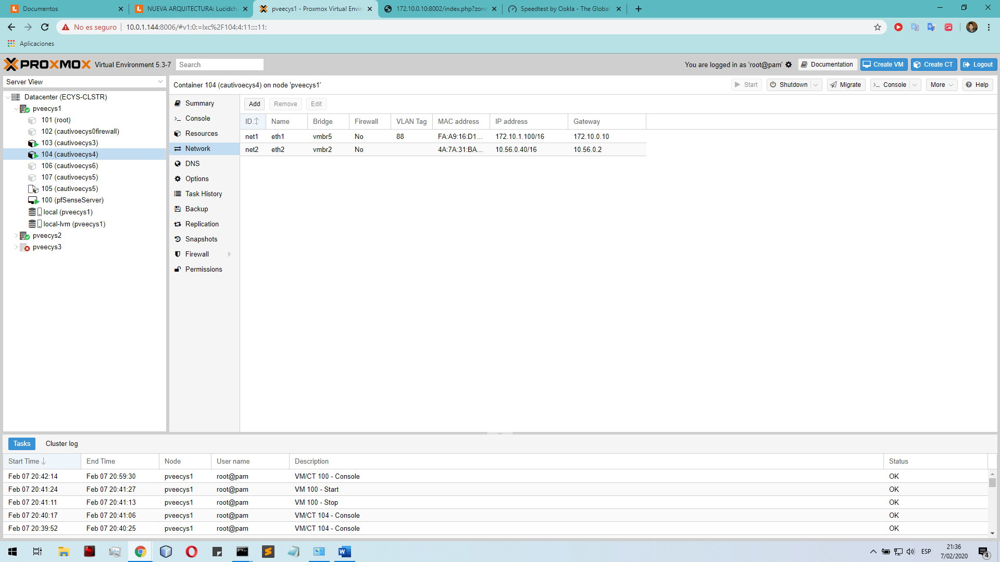 Documentos
NUEVA ARQUITECTURA: Lucidch
pveecys1 - Proxmox Virtual Envir
172.10.0.10:8002/index.php?zone
Speedtest by Ookla - The Global
No es seguro
10.0.1.144:8006/#v1:0:=lxc%2F104:4:11::::11:
Aplicaciones
PROXMOX
Virtual Environment 5.3-7
Search
You are logged in as 'root@pam'
Documentation
Create VM
Create CT
Logout
Server View
Datacenter (ECYS-CLSTR)
pveecys1
101 (root)
102 (cautivoecys0firewall)
103 (cautivoecys3)
104 (cautivoecys4)
106 (cautivoecys6)
107 (cautivoecys5)
105 (cautivoecys5)
100 (pfSenseServer)
local (pveecys1)
local-lvm (pveecys1)
pveecys2
pveecys3
Container 104 (cautivoecys4) on node 'pveecys1'
Start
Shutdown
Migrate
Console
More
Help
Summary
Console
Resources
Network
DNS
Options
Task History
Backup
Replication
Snapshots
Firewall
Permissions
Add
Remove
Edit
ID. Name Bridge Firewall VLAN Tag MAC address IP address Gateway
net1 eth1 vmbr5 No 88 FA:A9:16:D1... 172.10.1.100/16 172.10.0.10
net2 eth2 vmbr2 No 4A:7A:31:BA... 10.56.0.40/16 10.56.0.2
Tasks
Cluster log
Start Time End Time Node User name Description Status
Feb 07 20:42:14 Feb 07 20:59:30 pveecys1 root@pam VM/CT 100 - Console OK
Feb 07 20:41:24 Feb 07 20:41:27 pveecys1 root@pam VM 100 - Start OK
Feb 07 20:41:11 Feb 07 20:41:13 pveecys1 root@pam VM 100 - Stop OK
Feb 07 20:40:17 Feb 07 20:41:06 pveecys1 root@pam VM/CT 104 - Console OK
Feb 07 20:39:52 Feb 07 20:40:25 pveecys1 root@pam VM/CT 104 - Console OK
ESP
21:36
7/02/2020
4